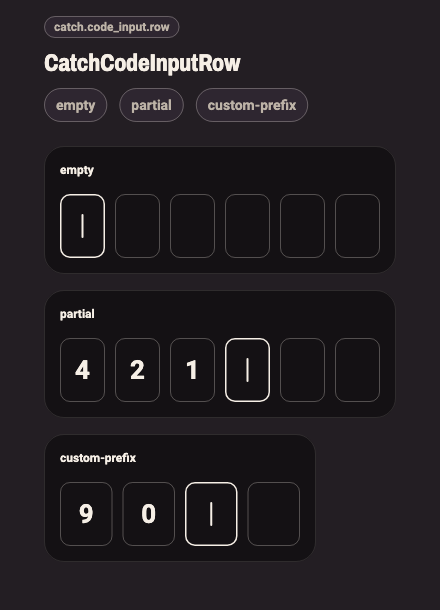 catch.code_input.row
CatchCodeInputRow
empty partial custom-prefix
empty
partial
4 2 1
custom-prefix
9 0